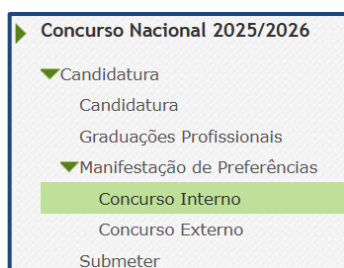 Concurso Nacional 2025/2026
Candidatura
Candidatura
Graduações Profissionais
Manifestação de Preferências
Concurso Interno
Concurso Externo
Submeter